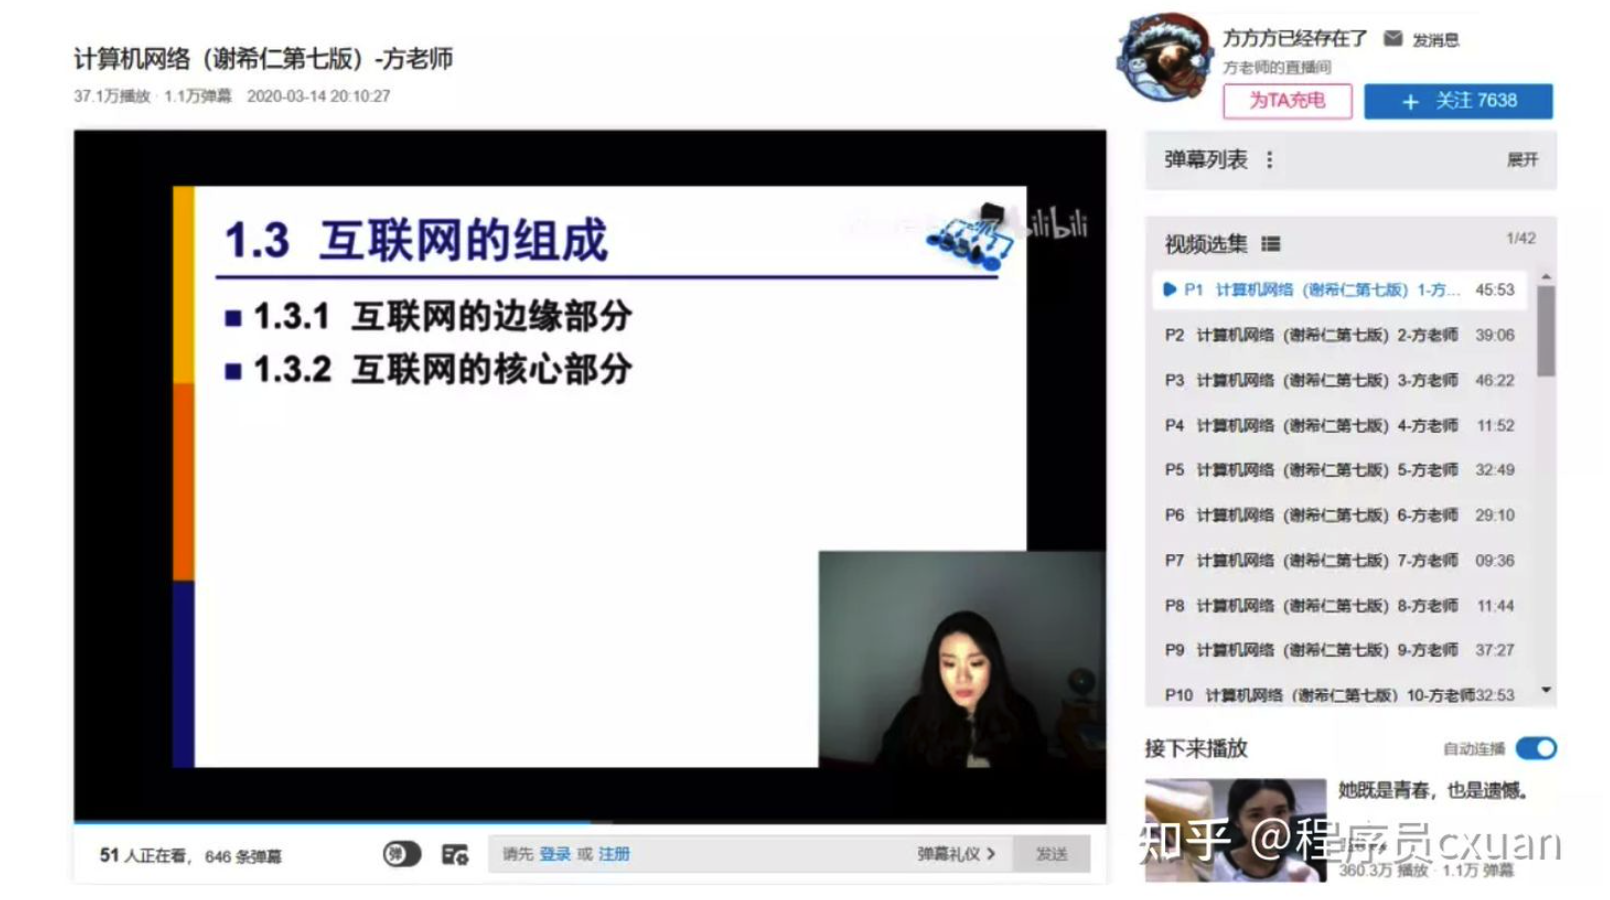 计算机网络（谢希仁第七版）-方老师
37.1万播放 · 1.1万弹幕 2020-03-14 20:10:27
方方方已经存在了 发消息
方老师的直播间
为TA充电 + 关注 7638
1.3 互联网的组成
bilibili
1.3.1 互联网的边缘部分
1.3.2 互联网的核心部分
51 人正在看， 646 条弹幕
弹 请先 登录 或 注册 弹幕礼仪 发送
弹幕列表 展开
视频选集 1/42
P1 计算机网络（谢希仁第七版）1-方... 45:53
P2 计算机网络（谢希仁第七版）2-方老师 39:06
P3 计算机网络（谢希仁第七版）3-方老师 46:22
P4 计算机网络（谢希仁第七版）4-方老师 11:52
P5 计算机网络（谢希仁第七版）5-方老师 32:49
P6 计算机网络（谢希仁第七版）6-方老师 29:10
P7 计算机网络（谢希仁第七版）7-方老师 09:36
P8 计算机网络（谢希仁第七版）8-方老师 11:44
P9 计算机网络（谢希仁第七版）9-方老师 37:27
P10 计算机网络（谢希仁第七版）10-方老师 32:53
接下来播放 自动连播
她既是青春，也是遗憾。
知乎 @程序员cxuan
360.3万 播放 · 1.1万 弹幕